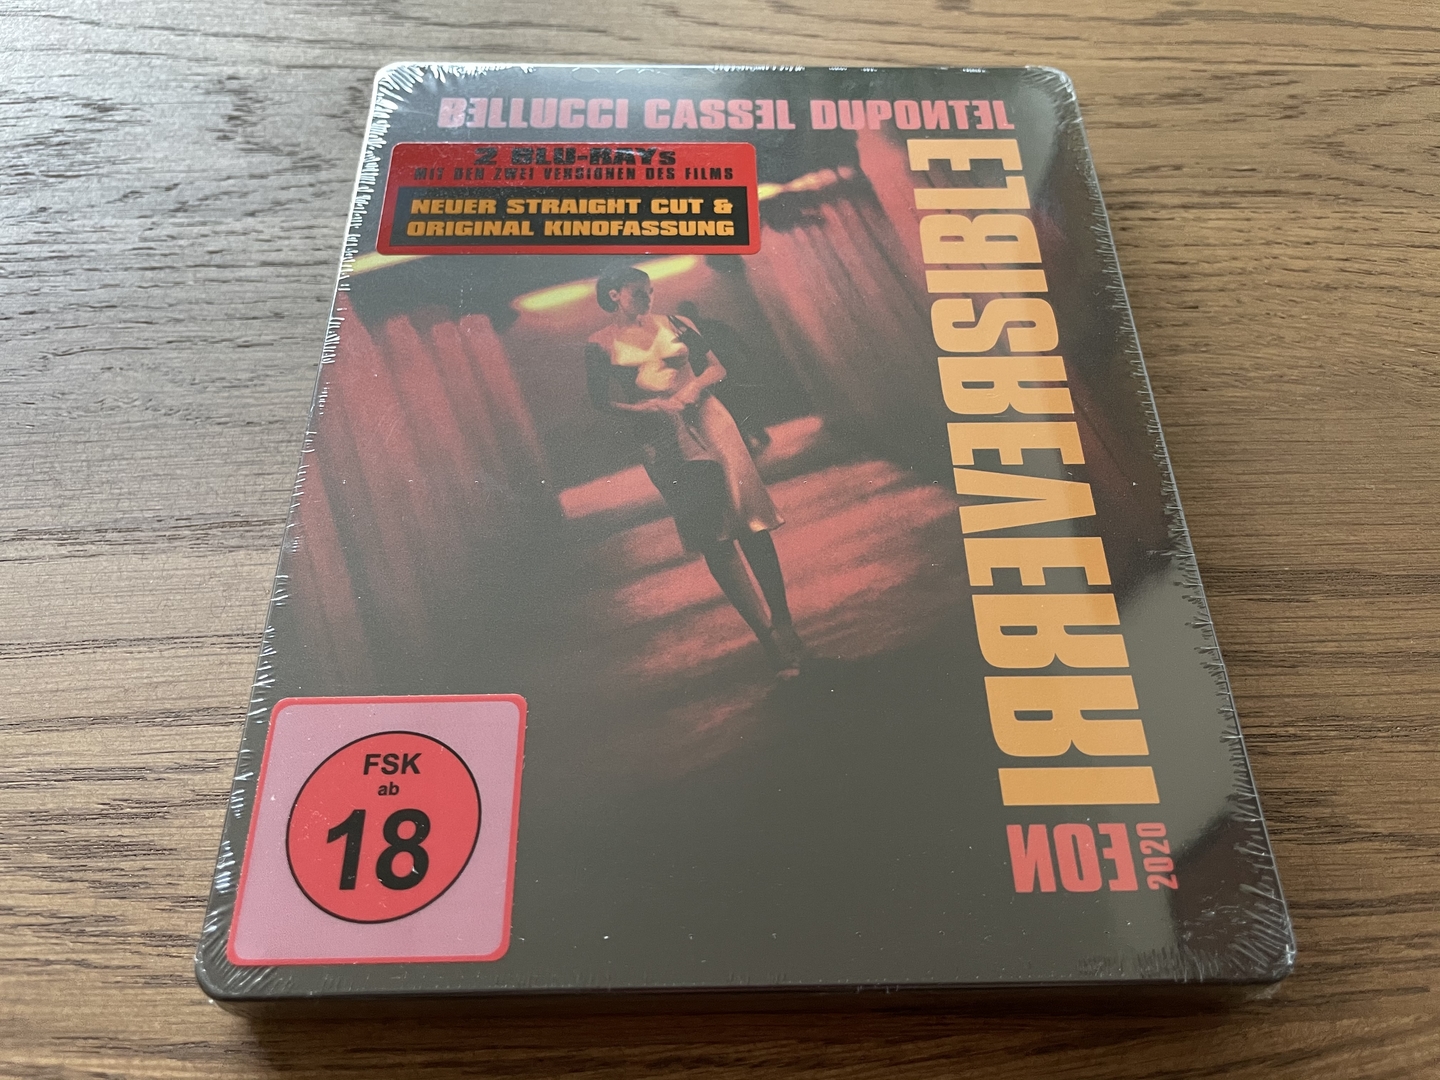 BELLUCCI CASSEL DUPONTEL
2 BLU-RAYs
MIT DEN ZWEI VERSIONEN DES FILMS
NEUER STRAIGHT CUT &
ORIGINAL KINOFASSUNG
IRREVERSIBLE
NOE
2020
FSK
ab
18